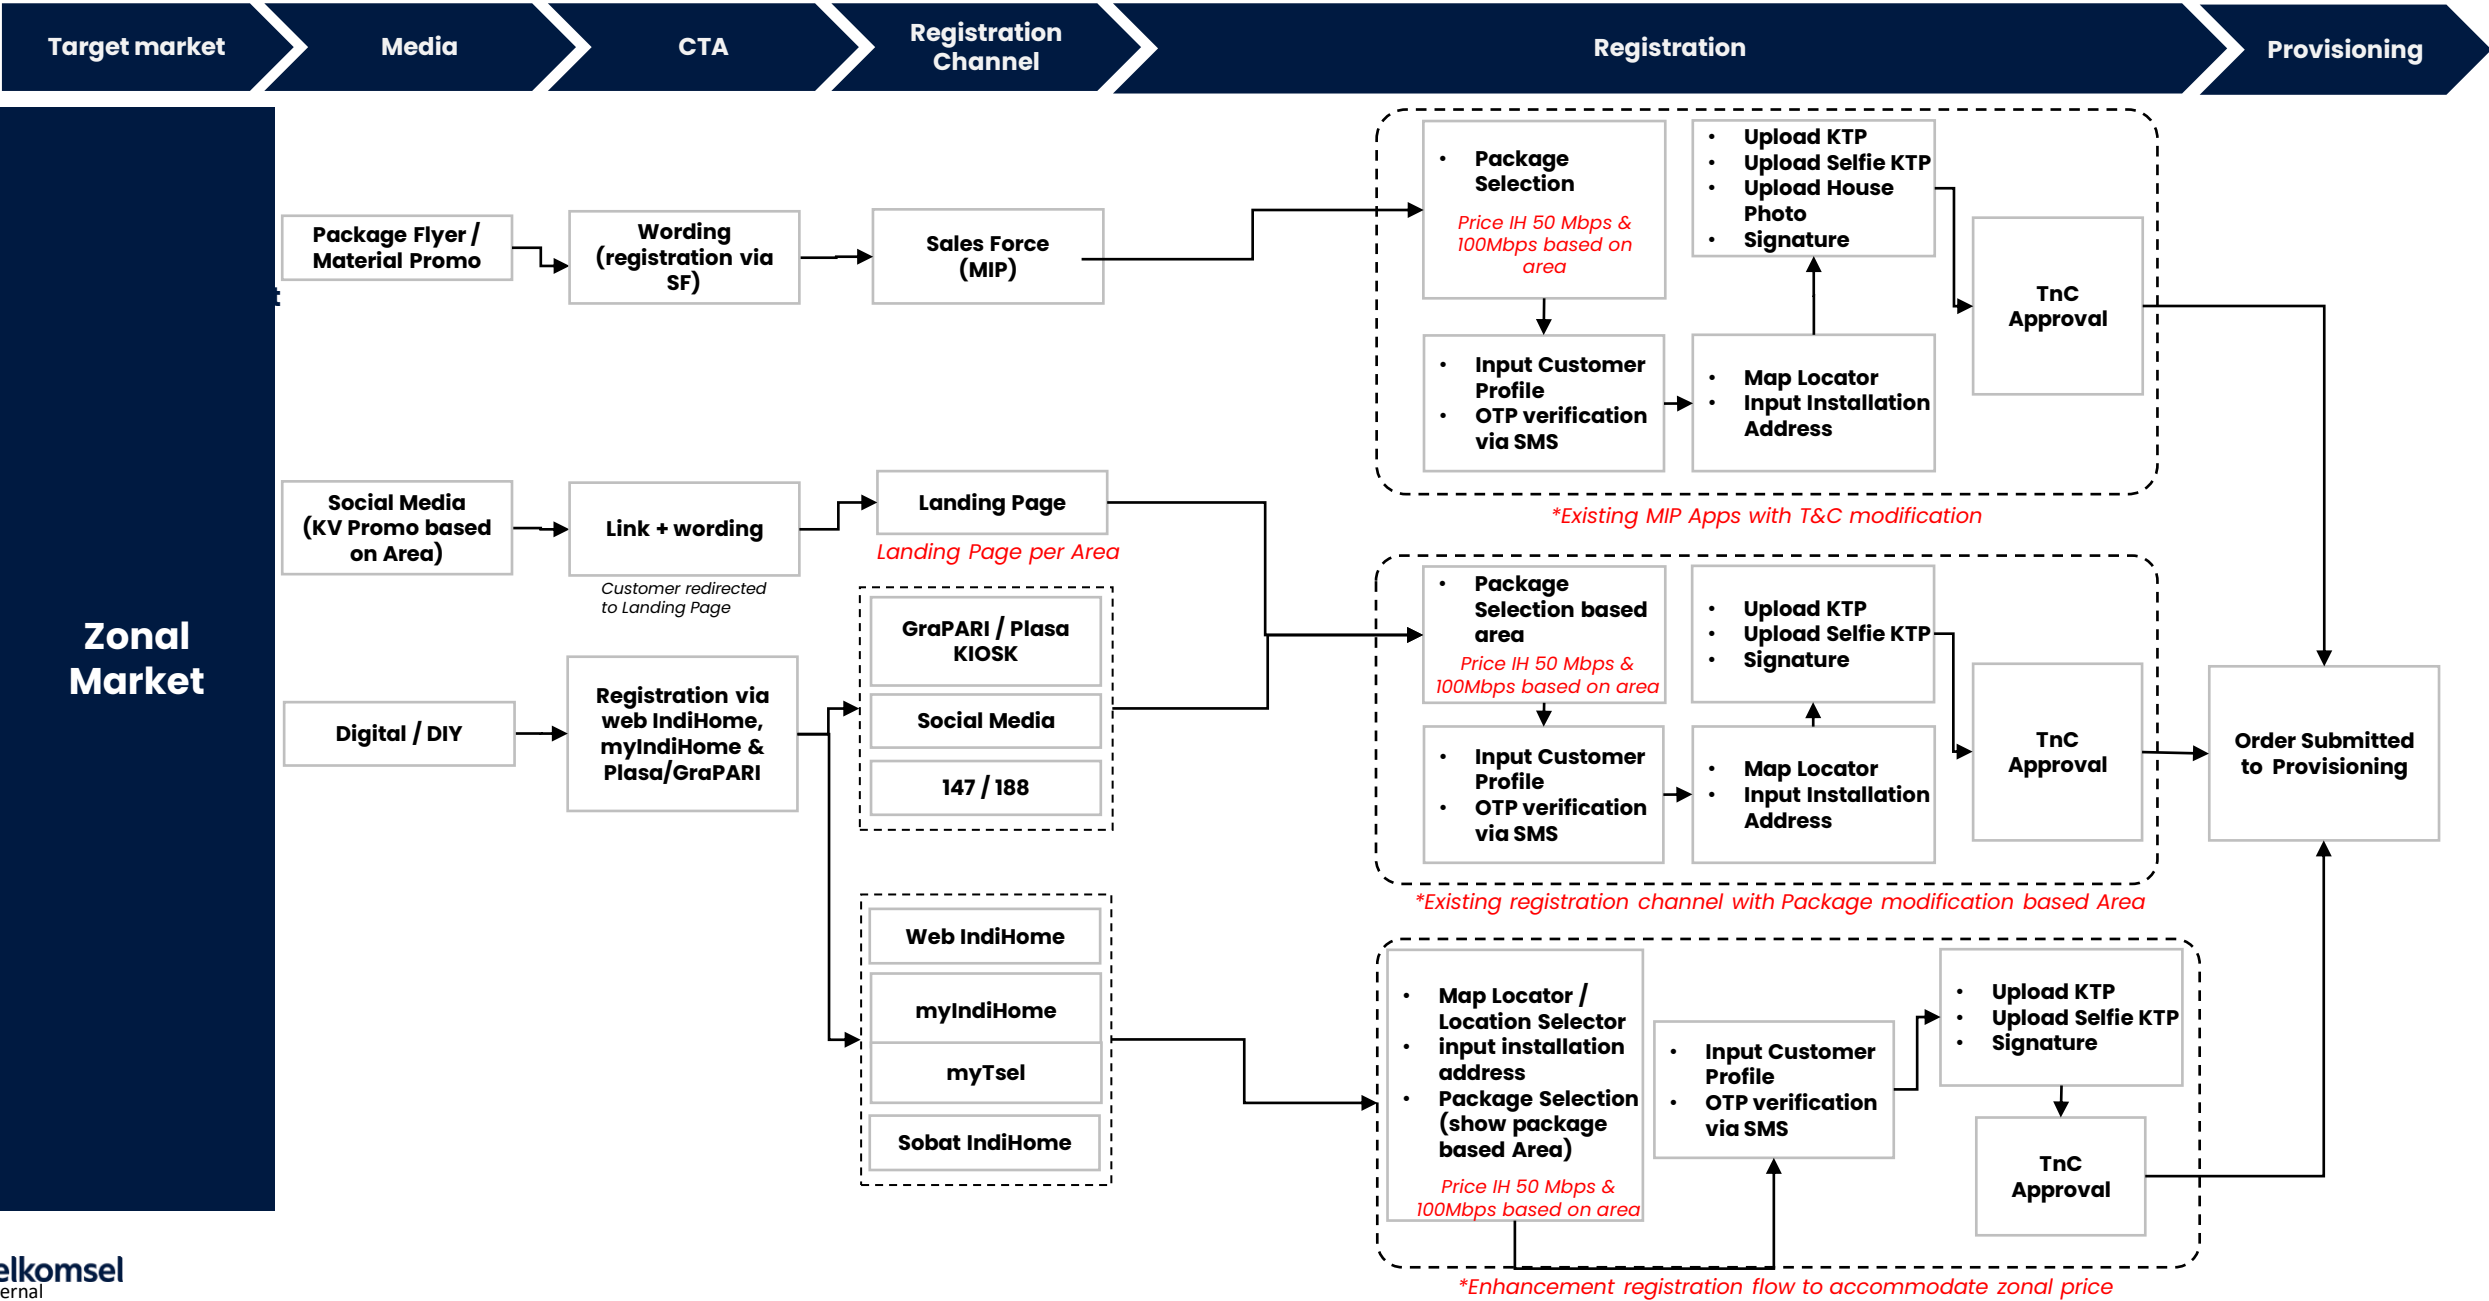 Target market
Media
CTA
Registration
Channel
Registration
Provisioning
Zonal
Market
Package Flyer /
Material Promo
Wording
(registration via
SF)
Sales Force
(MIP)
• Package
Selection
Price IH 50 Mbps &
100Mbps based on
area
• Input Customer
Profile
• OTP verification
via SMS
• Map Locator
• Input Installation
Address
• Upload KTP
• Upload Selfie KTP
• Upload House
Photo
• Signature
TnC
Approval
*Existing MIP Apps with T&C modification
Social Media
(KV Promo based
on Area)
Link + wording
Customer redirected
to Landing Page
Landing Page
Landing Page per Area
Digital / DIY
Registration via
web IndiHome,
myIndiHome &
Plasa/GraPARI
GraPARI / Plasa
KIOSK
Social Media
147 / 188
• Package
Selection based
area
Price IH 50 Mbps &
100Mbps based on area
• Input Customer
Profile
• OTP verification
via SMS
• Map Locator
• Input Installation
Address
• Upload KTP
• Upload Selfie KTP
• Signature
TnC
Approval
Order Submitted
to Provisioning
*Existing registration channel with Package modification based Area
Web IndiHome
myIndiHome
myTsel
Sobat IndiHome
• Map Locator /
Location Selector
• input installation
address
• Package Selection
(show package
based Area)
Price IH 50 Mbps &
100Mbps based on area
• Input Customer
Profile
• OTP verification
via SMS
• Upload KTP
• Upload Selfie KTP
• Signature
TnC
Approval
*Enhancement registration flow to accommodate zonal price
elkomsel
ernal